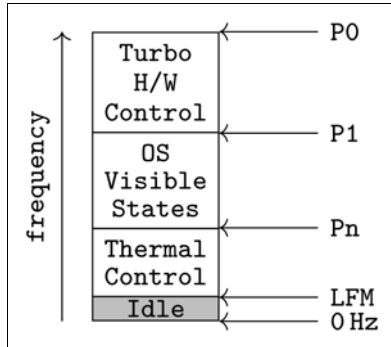 frequency
Turbo
H/W
Control
OS
Visible
States
Thermal
Control
Idle
P0
P1
Pn
LFM
0 Hz